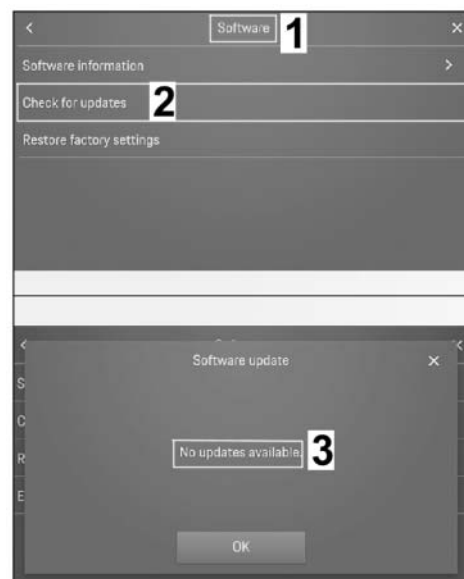 < Software 1 ×
Software information >
Check for updates 2
Restore factory settings
< ×
Software update ×
S
C
No updates available. 3
R
E
OK